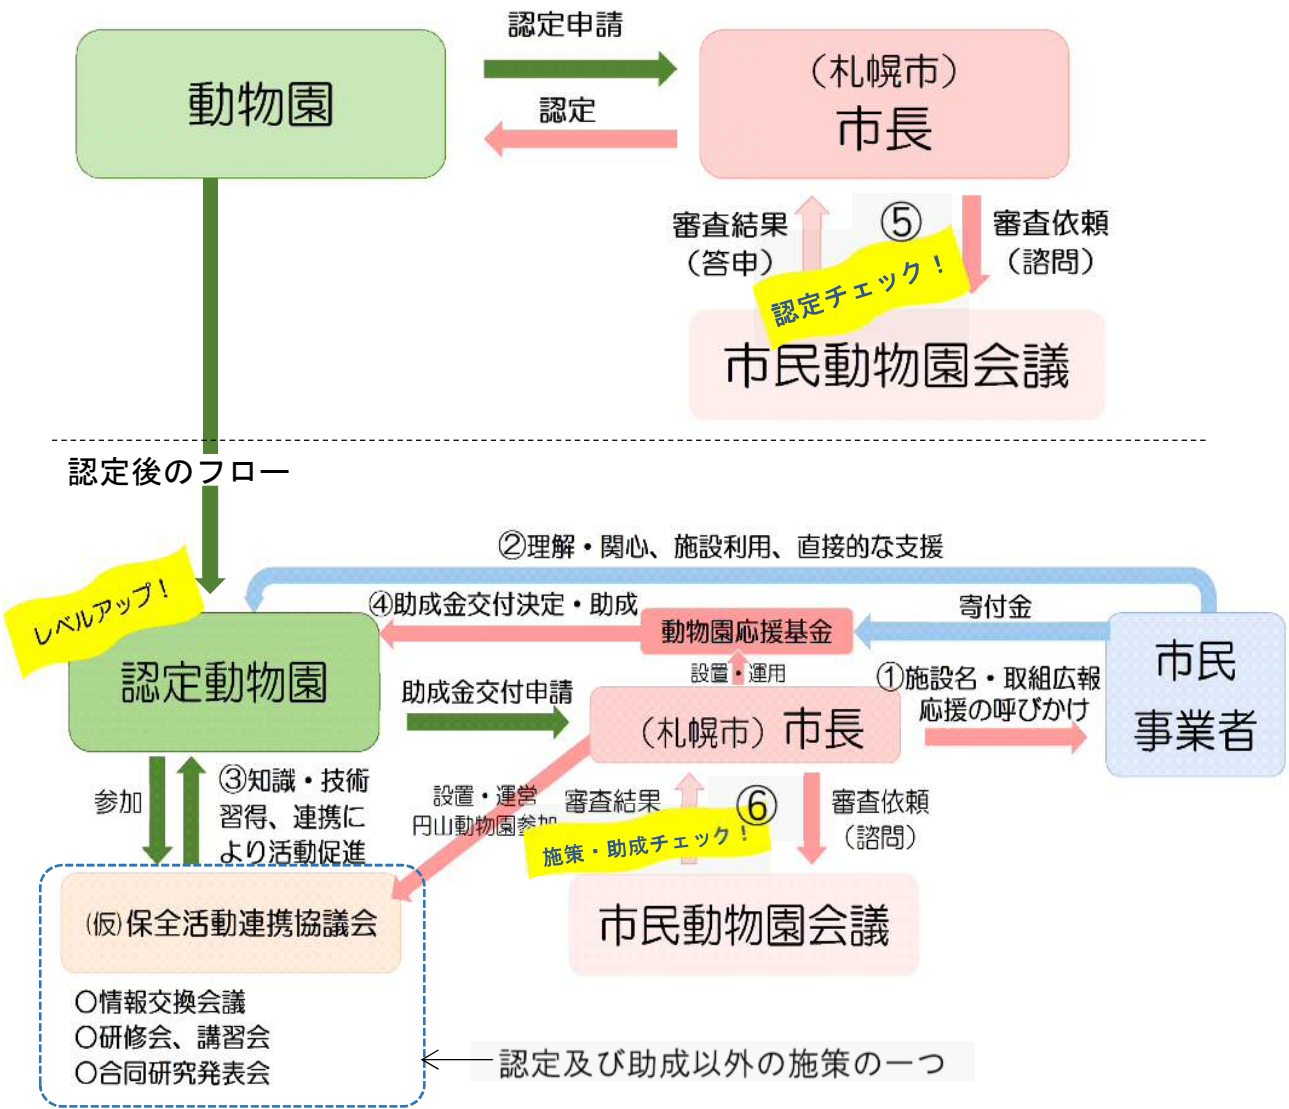 認定申請
動物園
（札幌市）
市長
認定
審査結果
（答申）
⑤
審査依頼
（諮問）
認定チェック！
市民動物園会議
認定後のフロー
②理解・関心、施設利用、直接的な支援
レベルアップ！
④助成金交付決定・助成
動物園応援基金
寄付金
認定動物園
設置・運用
助成金交付申請
①施設名・取組広報
応援の呼びかけ
市民
事業者
（札幌市）市長
参加
③知識・技術
習得、連携に
より活動促進
設置・運営
円山動物園参加
審査結果
⑥
審査依頼
（諮問）
施策・助成チェック！
(仮)保全活動連携協議会
市民動物園会議
〇情報交換会議
〇研修会、講習会
〇合同研究発表会
認定及び助成以外の施策の一つ